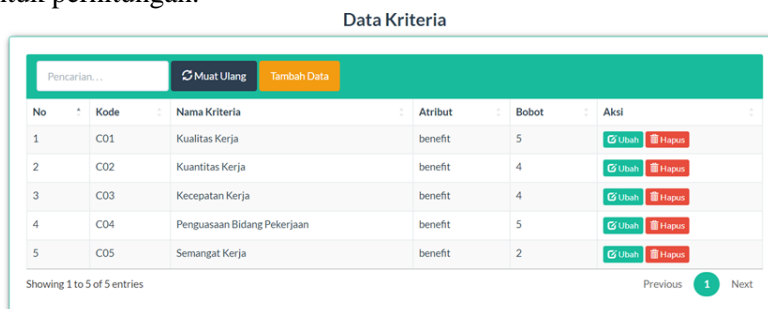 Data Kriteria
Pencarian... Muat Ulang Tambah Data
No Kode Nama Kriteria Atribut Bobot Aksi
1 C01 Kualitas Kerja benefit 5 Ubah Hapus
2 C02 Kuantitas Kerja benefit 4 Ubah Hapus
3 C03 Kecepatan Kerja benefit 4 Ubah Hapus
4 C04 Penguasaan Bidang Pekerjaan benefit 5 Ubah Hapus
5 C05 Semangat Kerja benefit 2 Ubah Hapus
Showing 1 to 5 of 5 entries Previous 1 Next